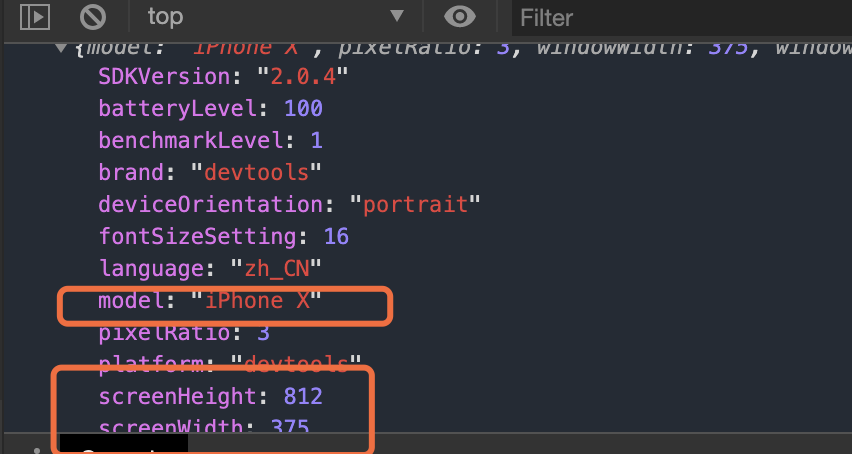 top Filter
{model: "iPhone X", pixelRatio: 3, windowWidth: 375, window
SDKVersion: "2.0.4"
batteryLevel: 100
benchmarkLevel: 1
brand: "devtools"
deviceOrientation: "portrait"
fontSizeSetting: 16
language: "zh_CN"
model: "iPhone X"
pixelRatio: 3
platform: "devtools"
screenHeight: 812
screenWidth: 375